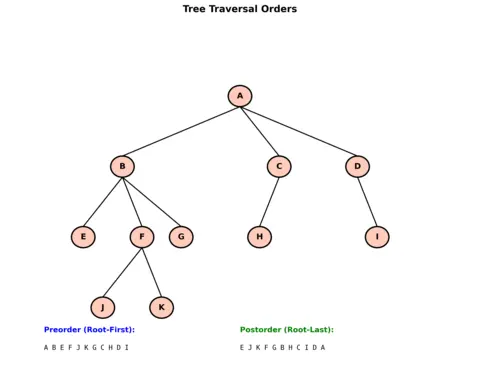 Tree Traversal Orders
A
B C D
E F G H I
J K
Preorder (Root-First): Postorder (Root-Last):
A B E F J K G C H D I E J K F G B H C I D A